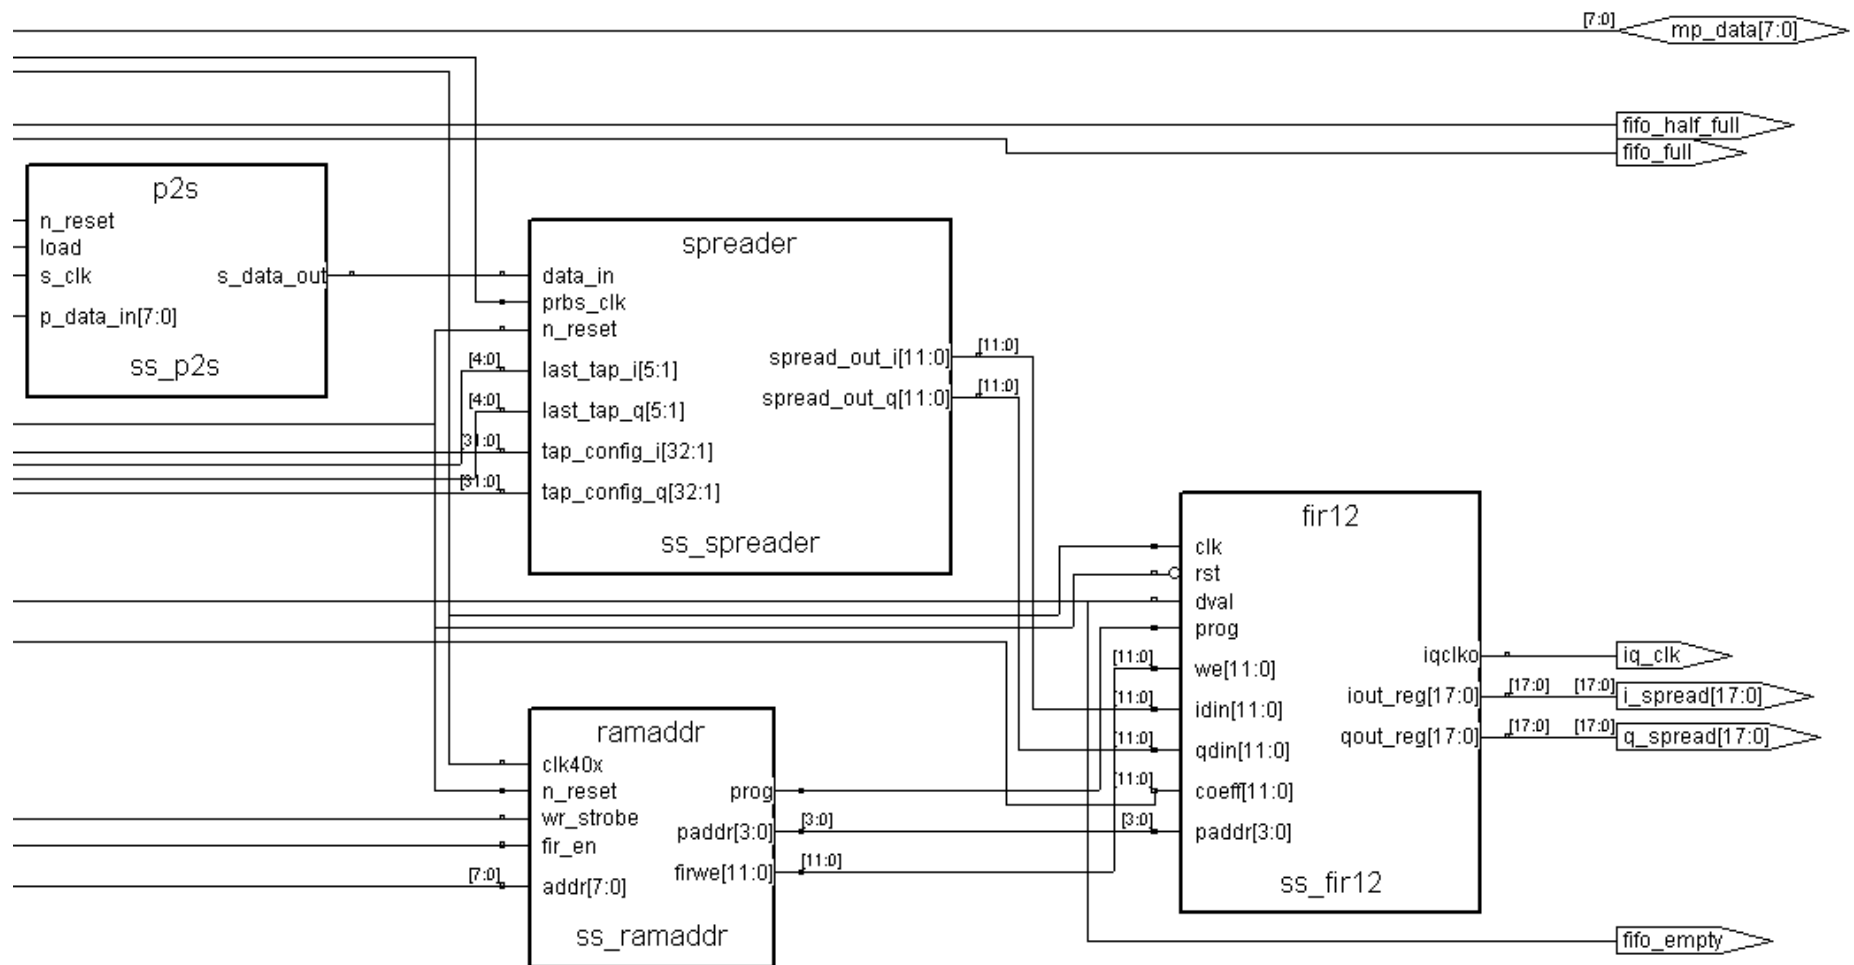 [7:0]
mp_data[7:0]
fifo_half_full
fifo_full
p2s
n_reset
load
s_clk
s_data_out
p_data_in[7:0]
ss_p2s
spreader
data_in
prbs_clk
n_reset
[4:0]
last_tap_i[5:1]
[4:0]
last_tap_q[5:1]
[31:0]
tap_config_i[32:1]
[31:0]
tap_config_q[32:1]
spread_out_i[11:0]
[11:0]
spread_out_q[11:0]
[11:0]
ss_spreader
fir12
clk
rst
dval
prog
[11:0]
we[11:0]
[11:0]
idin[11:0]
[11:0]
qdin[11:0]
[11:0]
coeff[11:0]
[3:0]
paddr[3:0]
iqclko
iq_clk
iout_reg[17:0]
[17:0]
[17:0]
i_spread[17:0]
qout_reg[17:0]
[17:0]
[17:0]
q_spread[17:0]
ss_fir12
ramaddr
clk40x
n_reset
wr_strobe
fir_en
[7:0]
addr[7:0]
prog
paddr[3:0]
[3:0]
firwe[11:0]
[11:0]
ss_ramaddr
fifo_empty